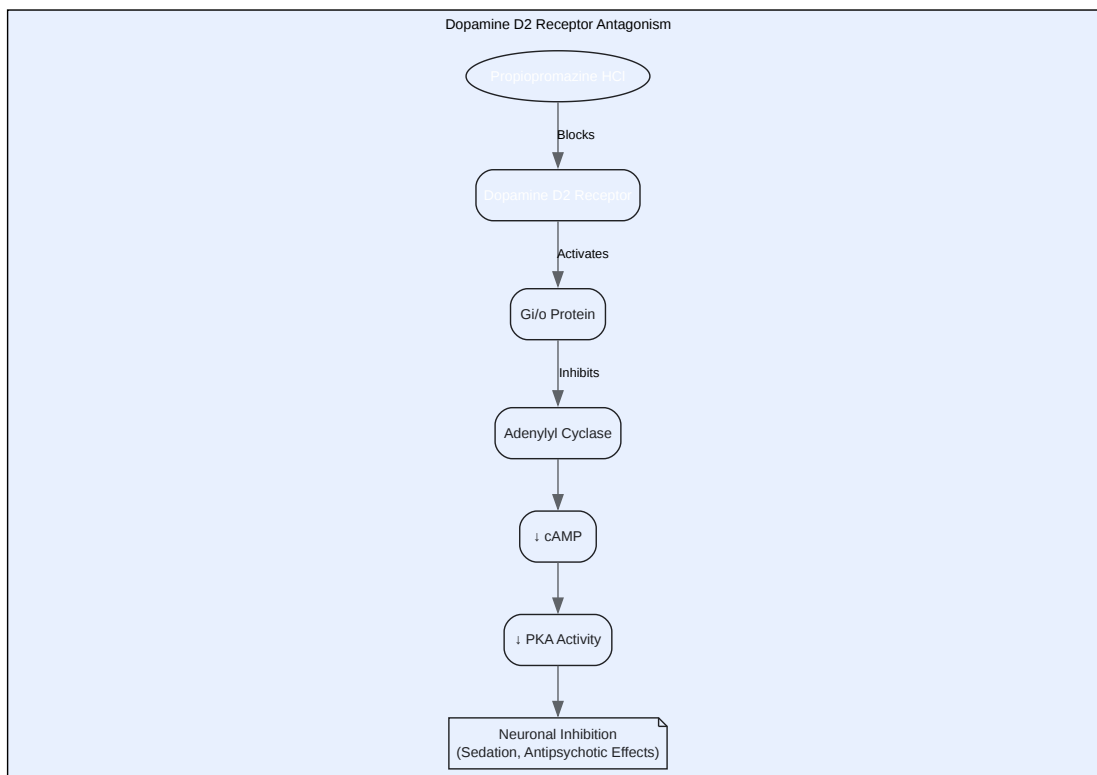 Dopamine D2 Receptor Antagonism
Propiopromazine HCl
Blocks
Dopamine D2 Receptor
Activates
Gi/o Protein
Inhibits
Adenylyl Cyclase
↓ cAMP
↓ PKA Activity
Neuronal Inhibition
(Sedation, Antipsychotic Effects)